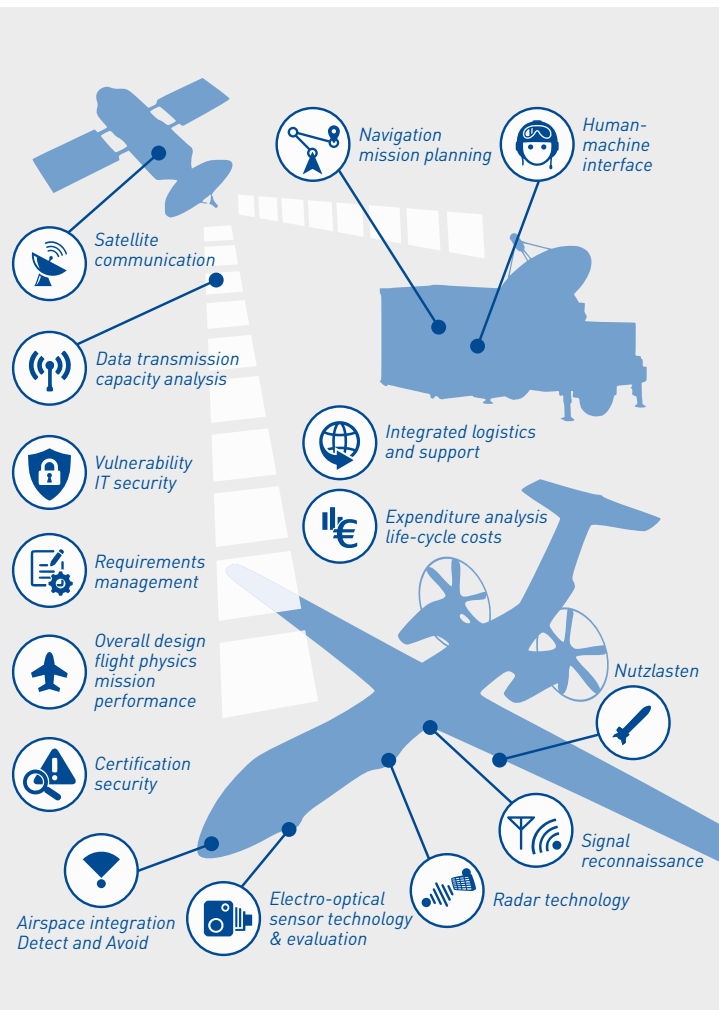 Navigation
mission planning
Human-
machine
interface
Satellite
communication
Data transmission
capacity analysis
Integrated logistics
and support
Vulnerability
IT security
Expenditure analysis
life-cycle costs
Requirements
management
Overall design
flight physics
mission
performance
Nutzlasten
Certification
security
Signal
reconnaissance
Radar technology
Electro-optical
sensor technology
& evaluation
Airspace integration
Detect and Avoid